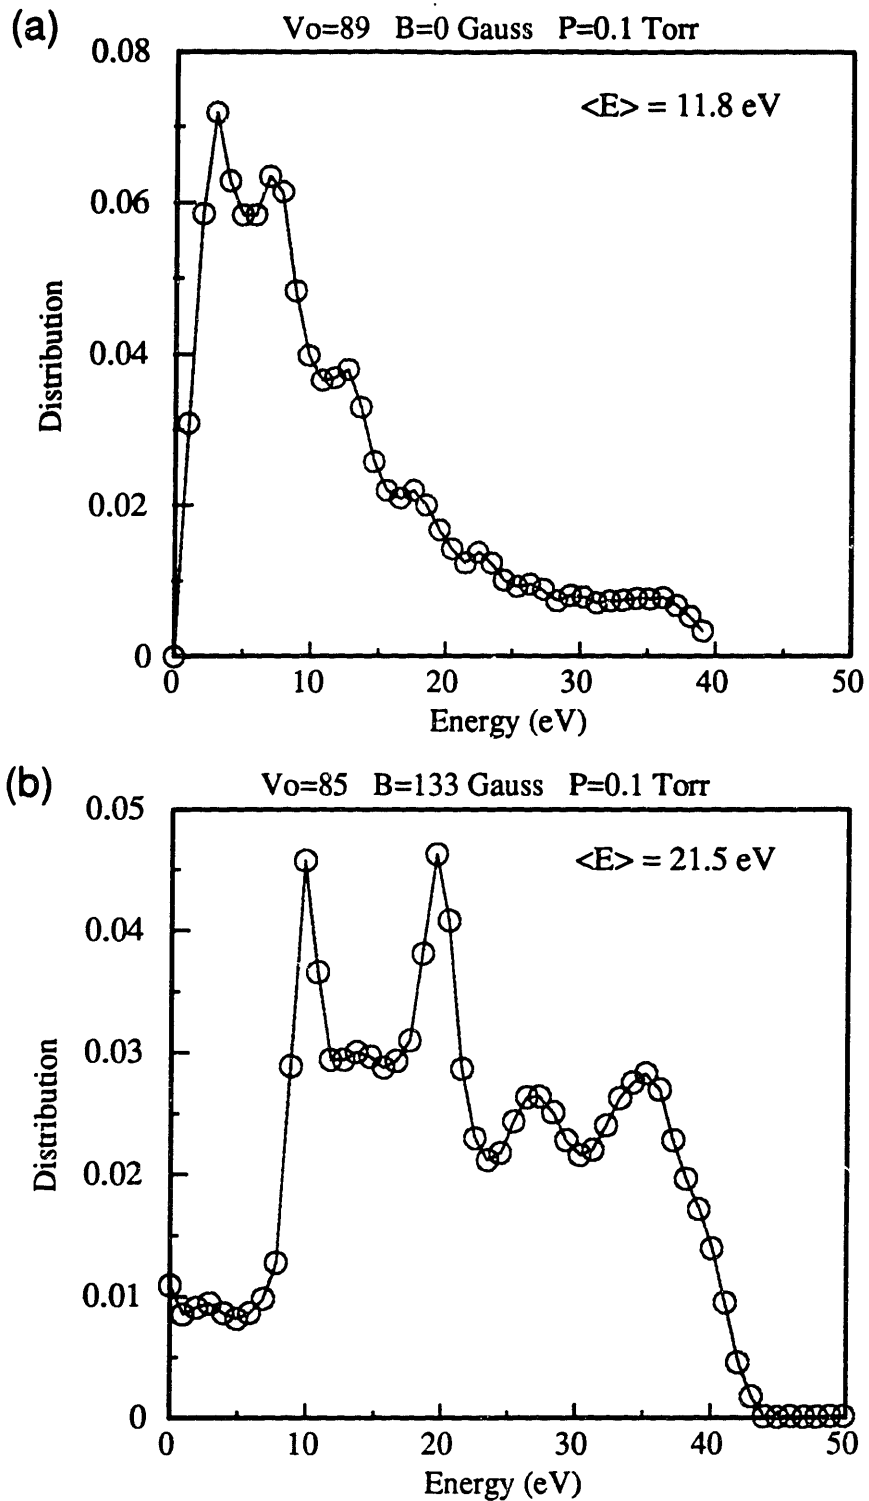 (a)
Vo=89 B=0 Gauss P=0.1 Torr
0.08
<E> = 11.8 eV
0.06
Distribution
0.04
0.02
0
0 10 20 30 40 50
Energy (eV)
(b)
Vo=85 B=133 Gauss P=0.1 Torr
0.05
<E> = 21.5 eV
0.04
0.03
Distribution
0.02
0.01
0
0 10 20 30 40 50
Energy (eV)